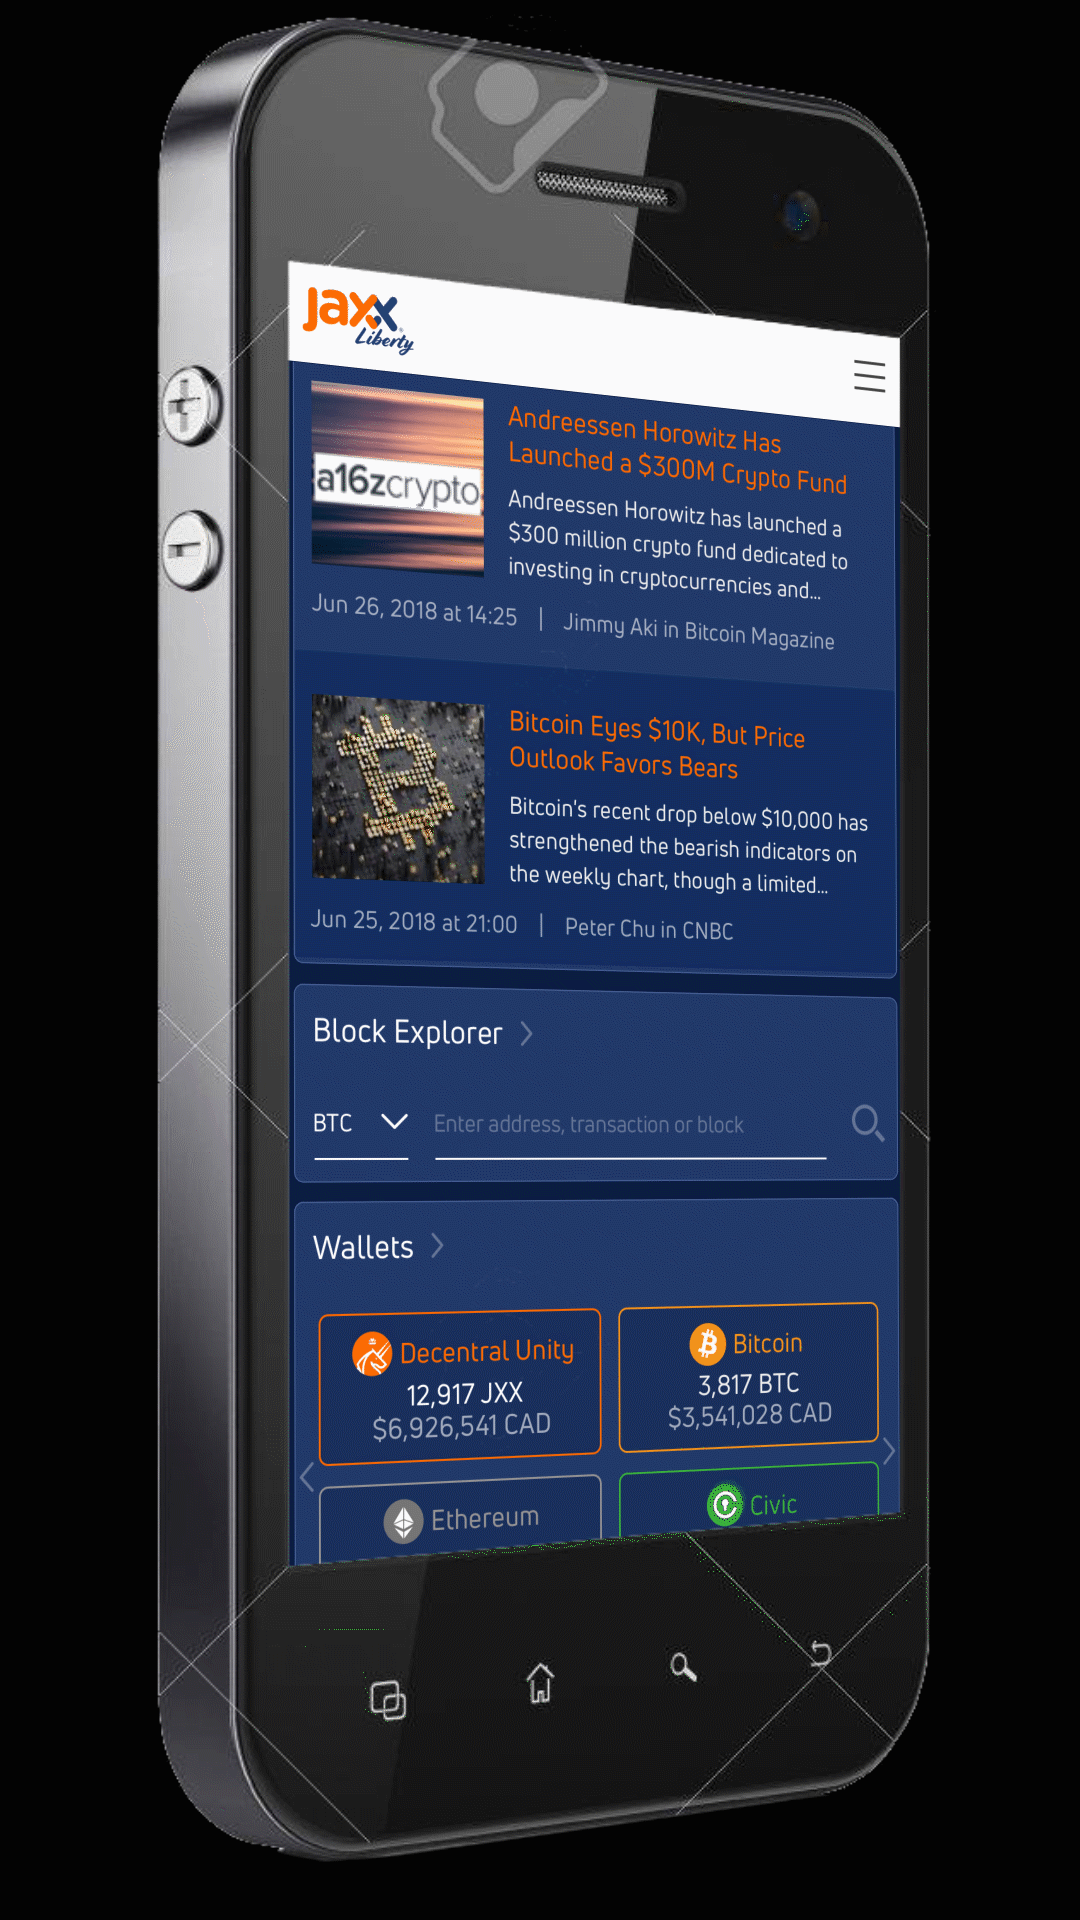 Jaxx
Liberty
a16zcrypto
Andreessen Horowitz Has
Launched a $300M Crypto Fund
Andreessen Horowitz has launched a
$300 million crypto fund dedicated to
investing in cryptocurrencies and...
Jun 26, 2018 at 14:25 | Jimmy Aki in Bitcoin Magazine
Bitcoin Eyes $10K, But Price
Outlook Favors Bears
Bitcoin's recent drop below $10,000 has
strengthened the bearish indicators on
the weekly chart, though a limited...
Jun 25, 2018 at 21:00 | Peter Chu in CNBC
Block Explorer
BTC Enter address, transaction or block
Wallets
Decentral Unity
12,917 JXX
$6,926,541 CAD
Bitcoin
3,817 BTC
$3,541,028 CAD
Ethereum
Civic